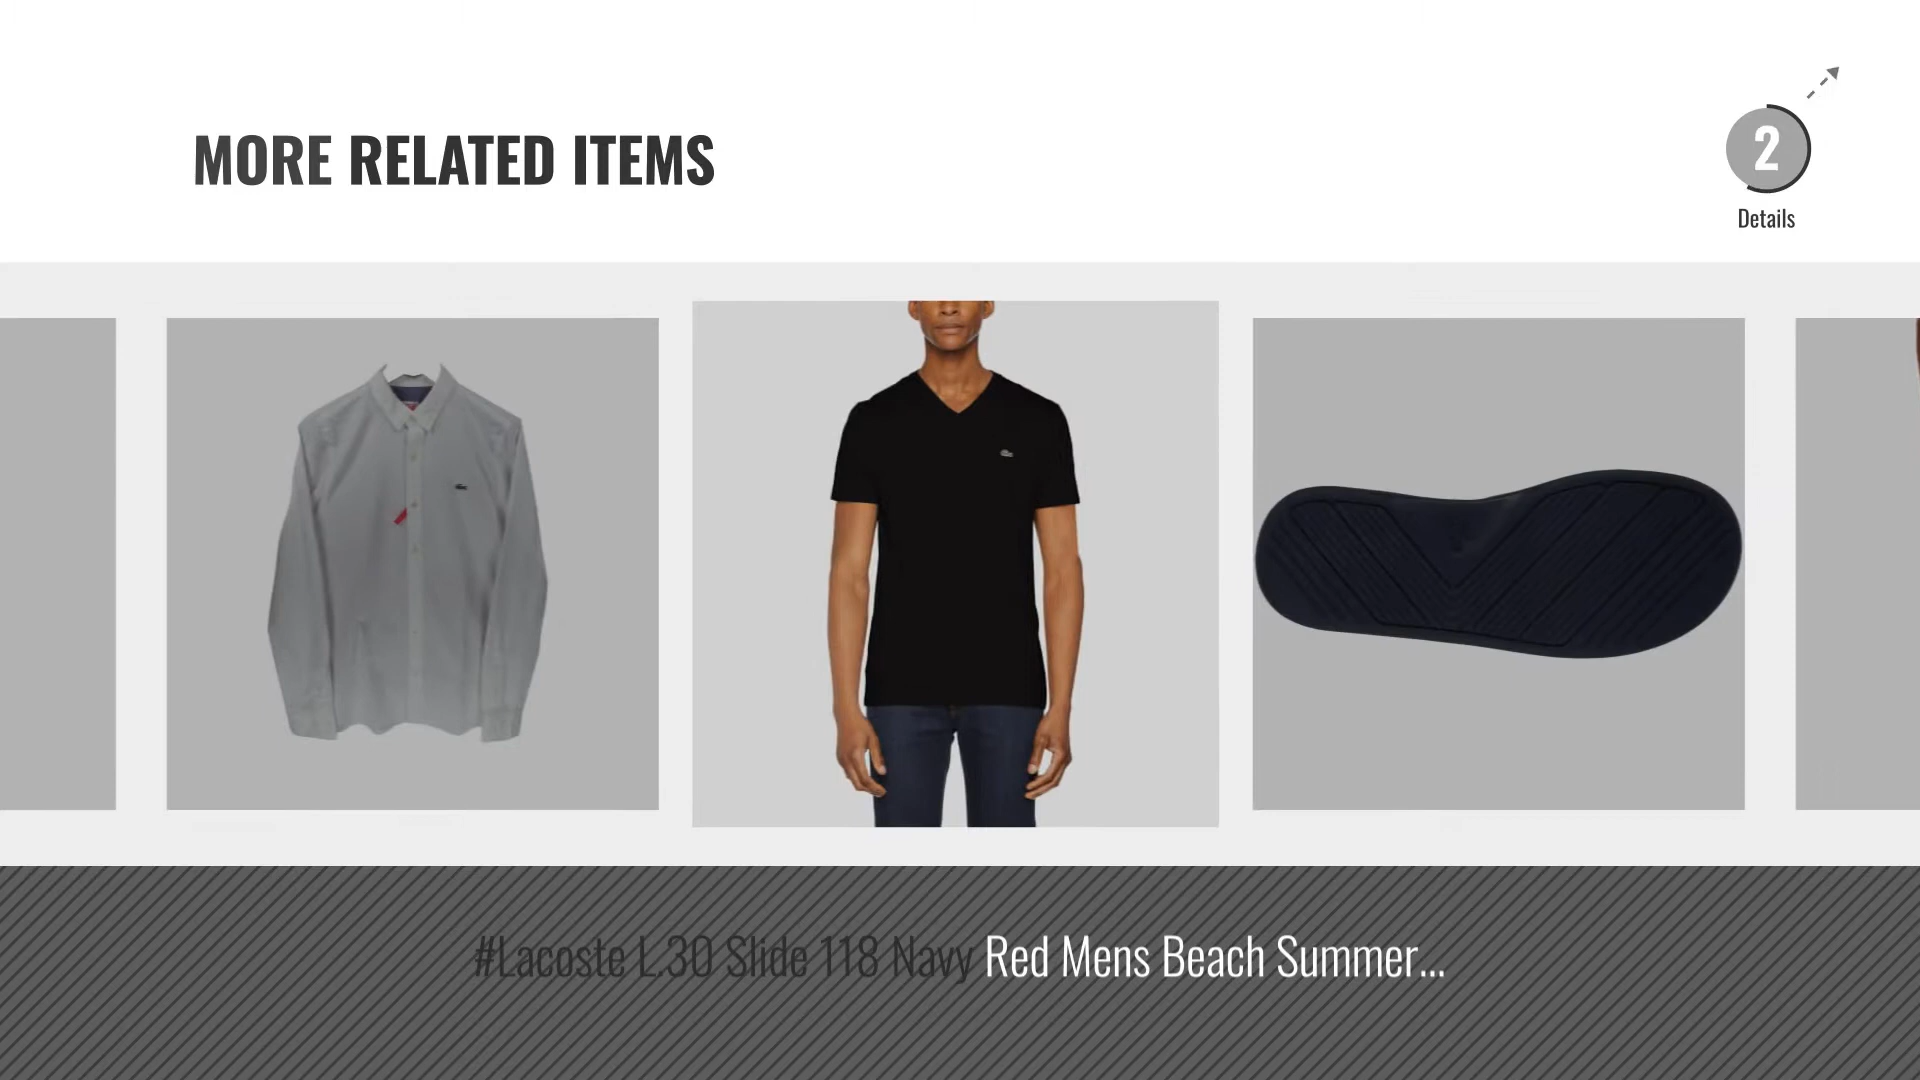 MORE RELATED ITEMS
2
Details
#Lacoste L.30 Slide 118 Navy Red Mens Beach Summer...